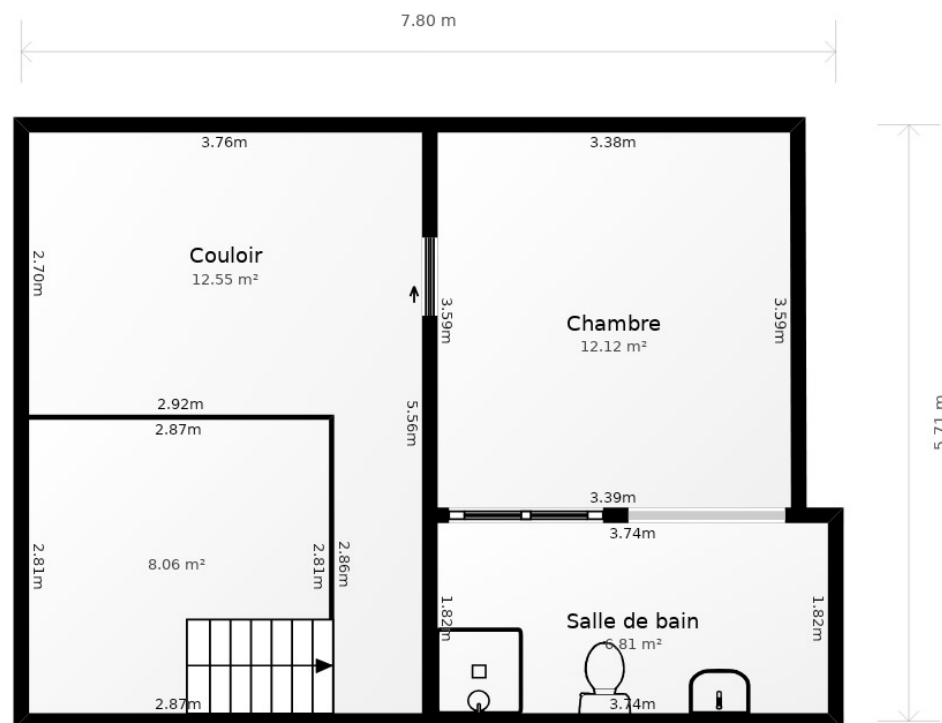 7.80 m
3.76m
3.38m
Couloir
12.55 m²
2.70m
3.59m
Chambre
12.12 m²
3.59m
2.92m
2.87m
5.56m
5.71 m
3.39m
3.74m
2.81m
8.06 m²
2.81m
2.86m
1.82m
Salle de bain
6.81 m²
1.82m
2.87m
3.74m